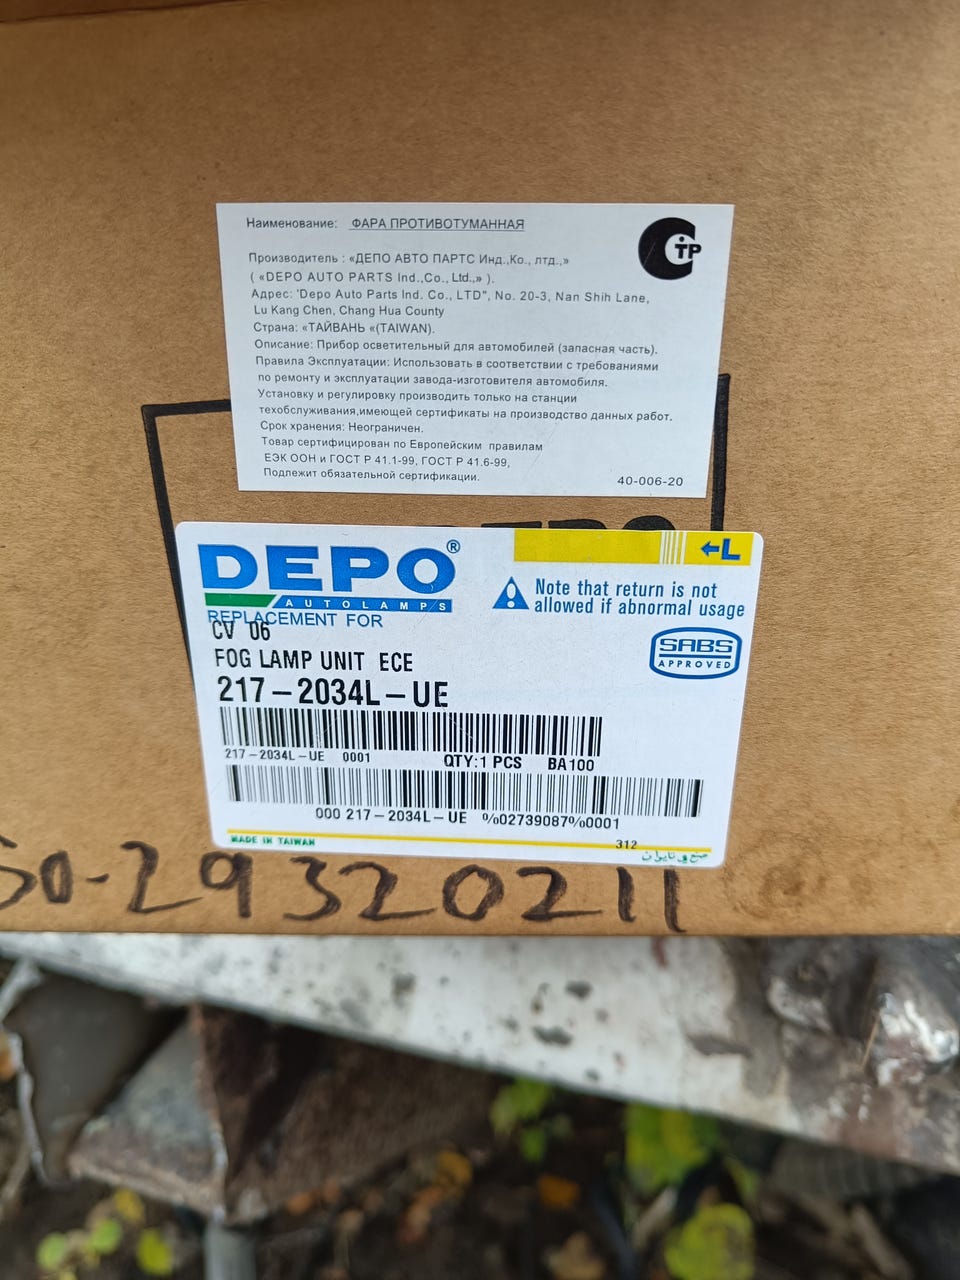 Наименование: ФАРА ПРОТИВОТУМАННАЯ
СТР
Производитель : «ДЕПО АВТО ПАРТС Инд.,Ко., лтд.,»
( «DEPO AUTO PARTS Ind.,Co., Ltd.,» ).
Адрес: 'Depo Auto Parts Ind. Co., LTD", No. 20-3, Nan Shih Lane,
Lu Kang Chen, Chang Hua County
Страна: «ТАЙВАНЬ «(TAIWAN).
Описание: Прибор осветительный для автомобилей (запасная часть).
Правила Эксплуатации: Использовать в соответствии с требованиями
по ремонту и эксплуатации завода-изготовителя автомобиля.
Установку и регулировку производить только на станции
техобслуживания,имеющей сертификаты на производство данных работ.
Срок хранения: Неограничен.
Товар сертифицирован по Европейским правилам
ЕЭК ООН и ГОСТ Р 41.1-99, ГОСТ Р 41.6-99,
Подлежит обязательной сертификации.
40-006-20
DEPO®
AUTOLAMPS
←L
Note that return is not
allowed if abnormal usage
REPLACEMENT FOR
CV 06
FOG LAMP UNIT ECE
217-2034L-UE
SABS
APPROVED
217-2034L-UE 0001 QTY:1 PCS BA100
000 217-2034L-UE %02739087%0001
MADE IN TAIWAN
312
صنع في تايوان
50-29320211